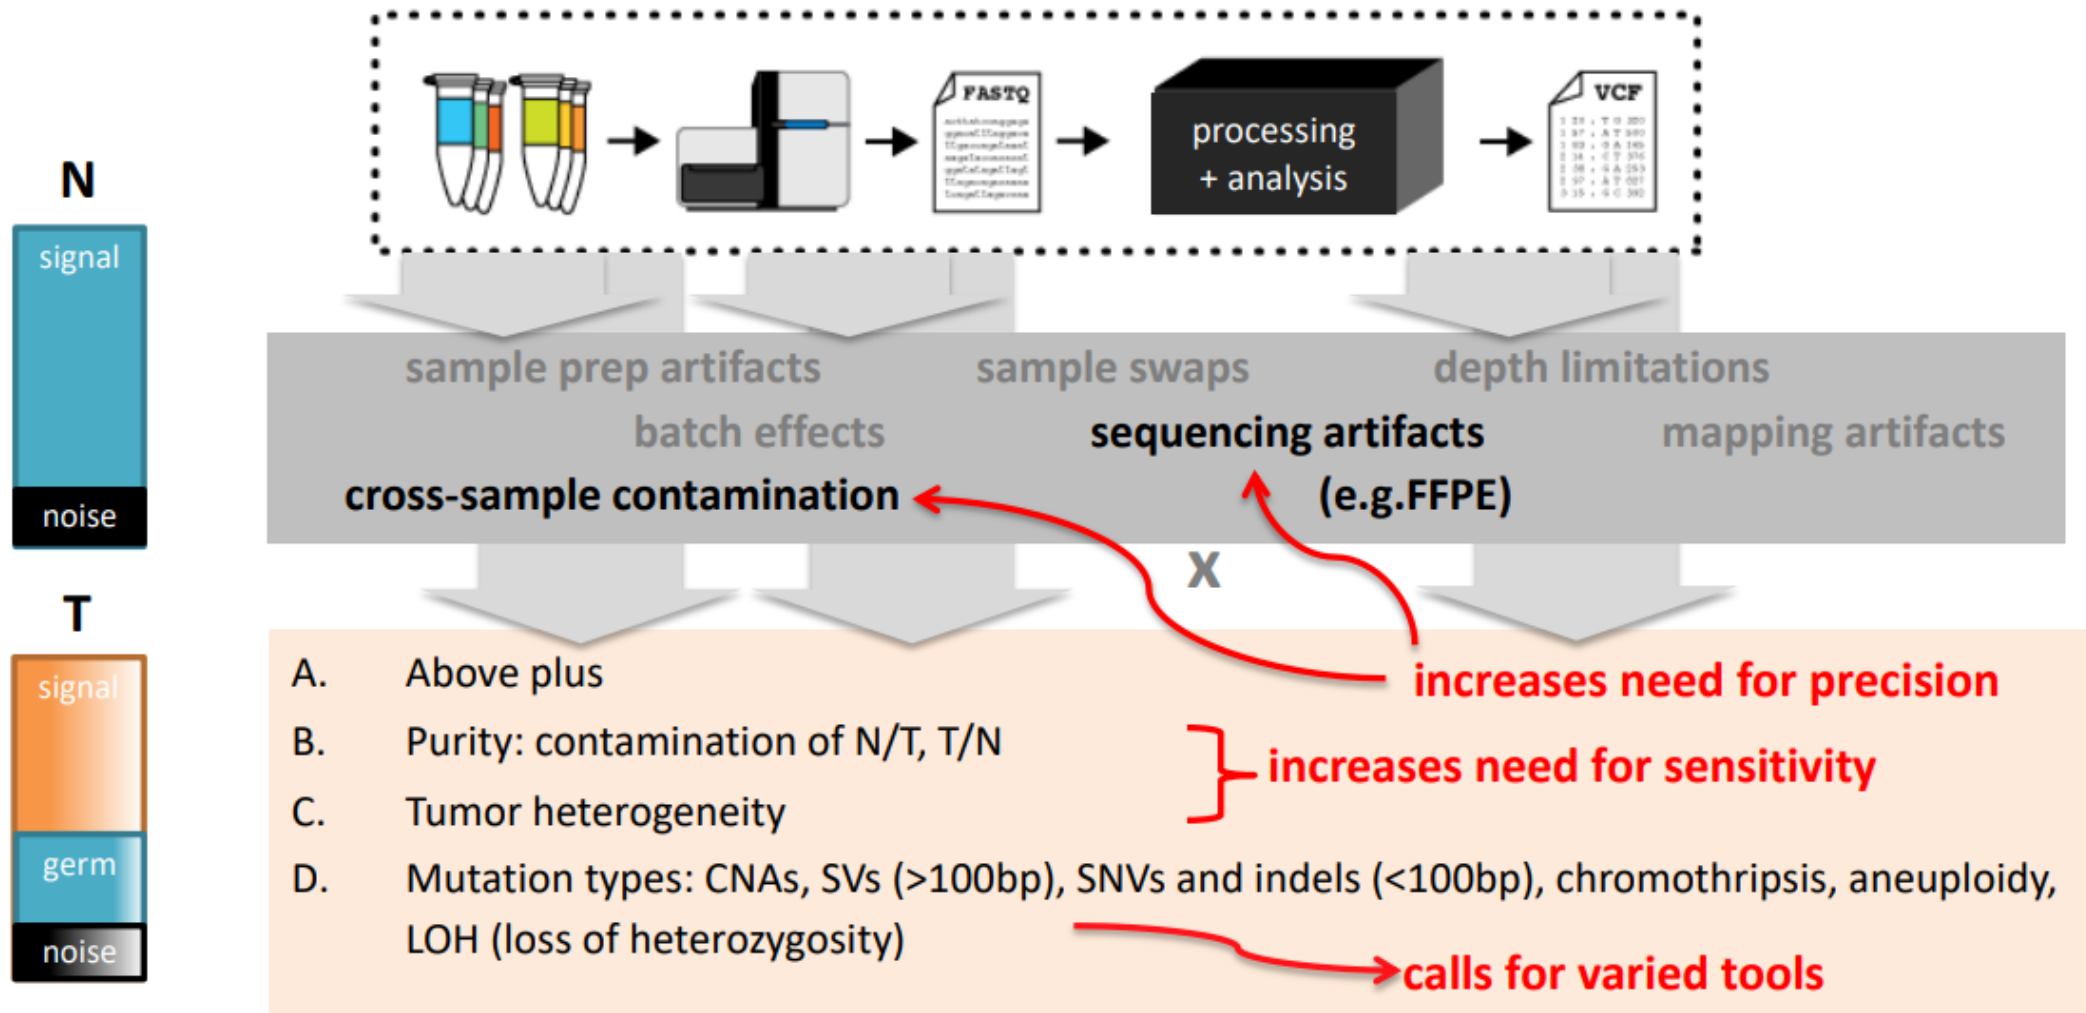 FASTQ
VCF
processing
+ analysis
N
signal
noise
sample prep artifacts
sample swaps
depth limitations
batch effects
sequencing artifacts
mapping artifacts
cross-sample contamination
(e.g.FFPE)
X
T
signal
germ
noise
A. Above plus
increases need for precision
B. Purity: contamination of N/T, T/N
increases need for sensitivity
C. Tumor heterogeneity
D. Mutation types: CNAs, SVs (>100bp), SNVs and indels (<100bp), chromothripsis, aneuploidy,
LOH (loss of heterozygosity)
calls for varied tools